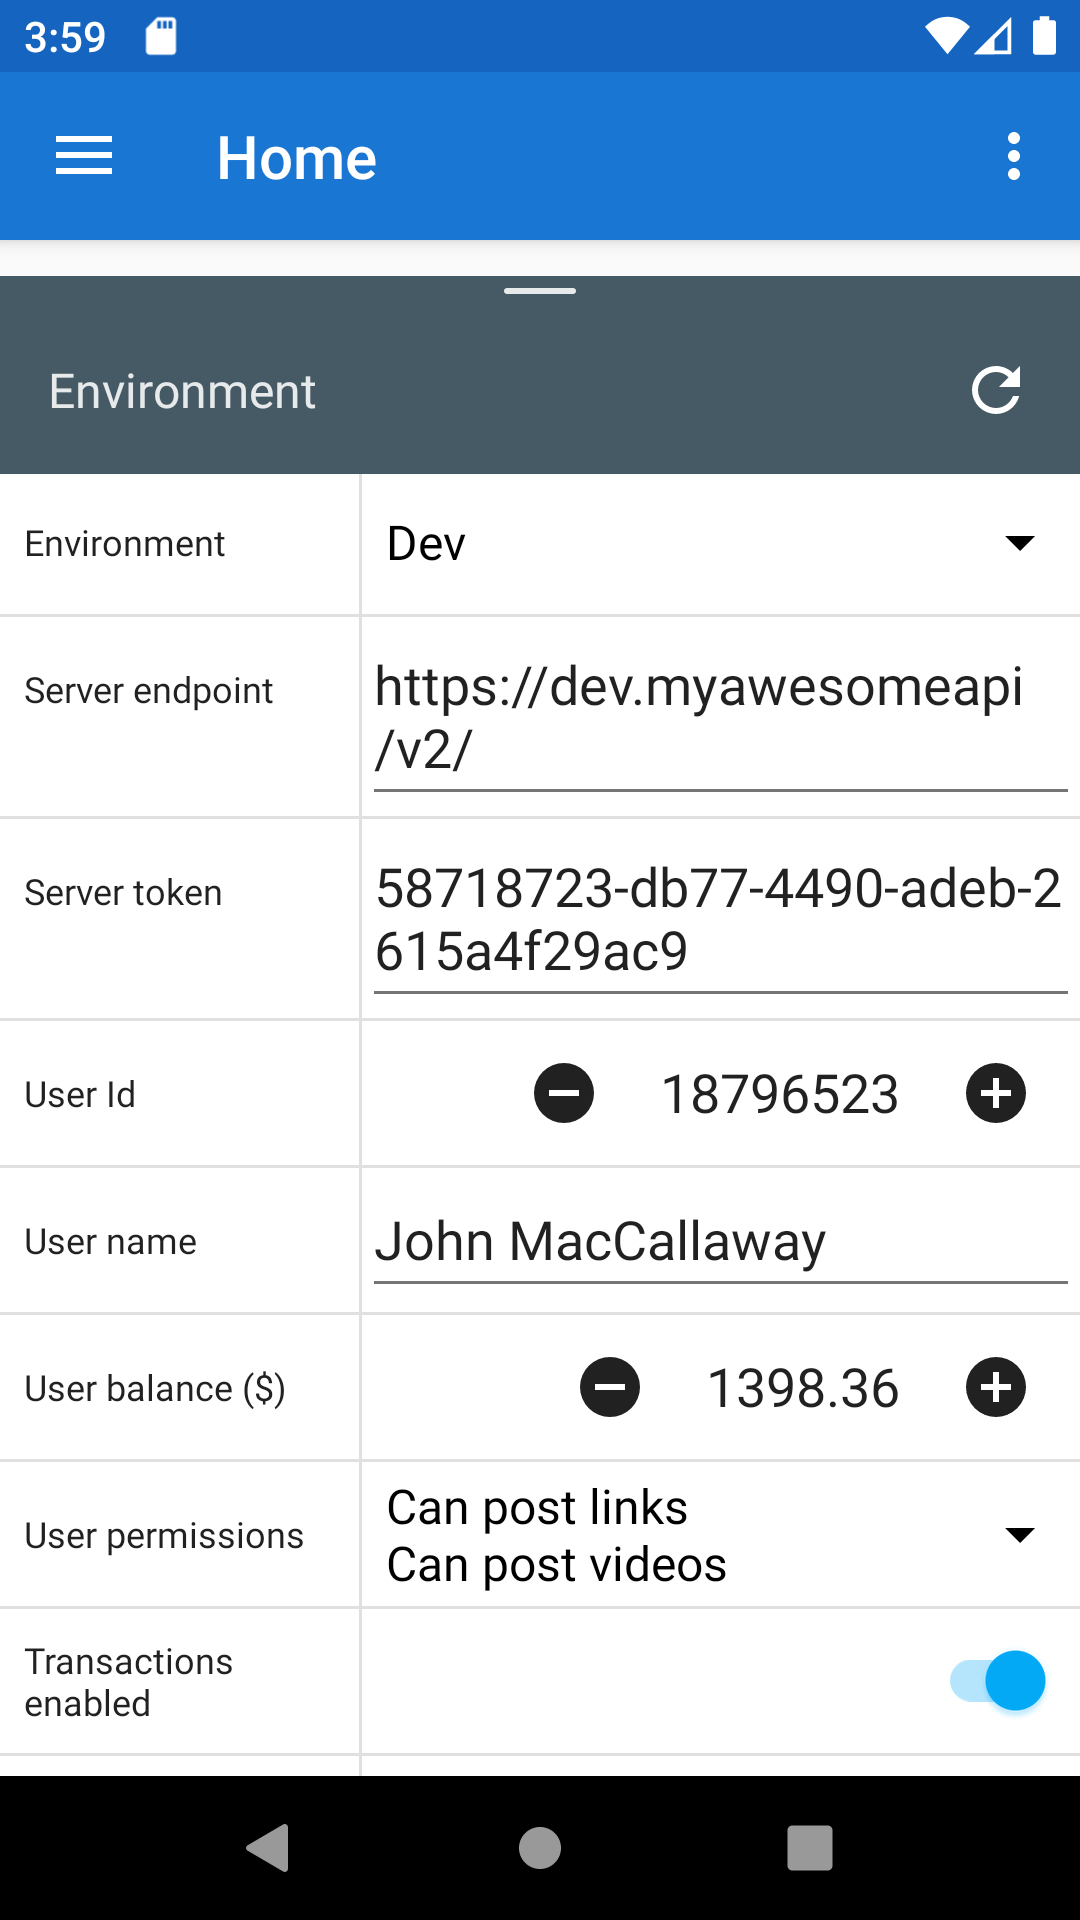 3:59
Home
Environment
Environment
Dev
Server endpoint
https://dev.myawesomeapi
/v2/
Server token
58718723-db77-4490-adeb-2
615a4f29ac9
User Id
18796523
User name
John MacCallaway
User balance ($)
1398.36
User permissions
Can post links
Can post videos
Transactions
enabled